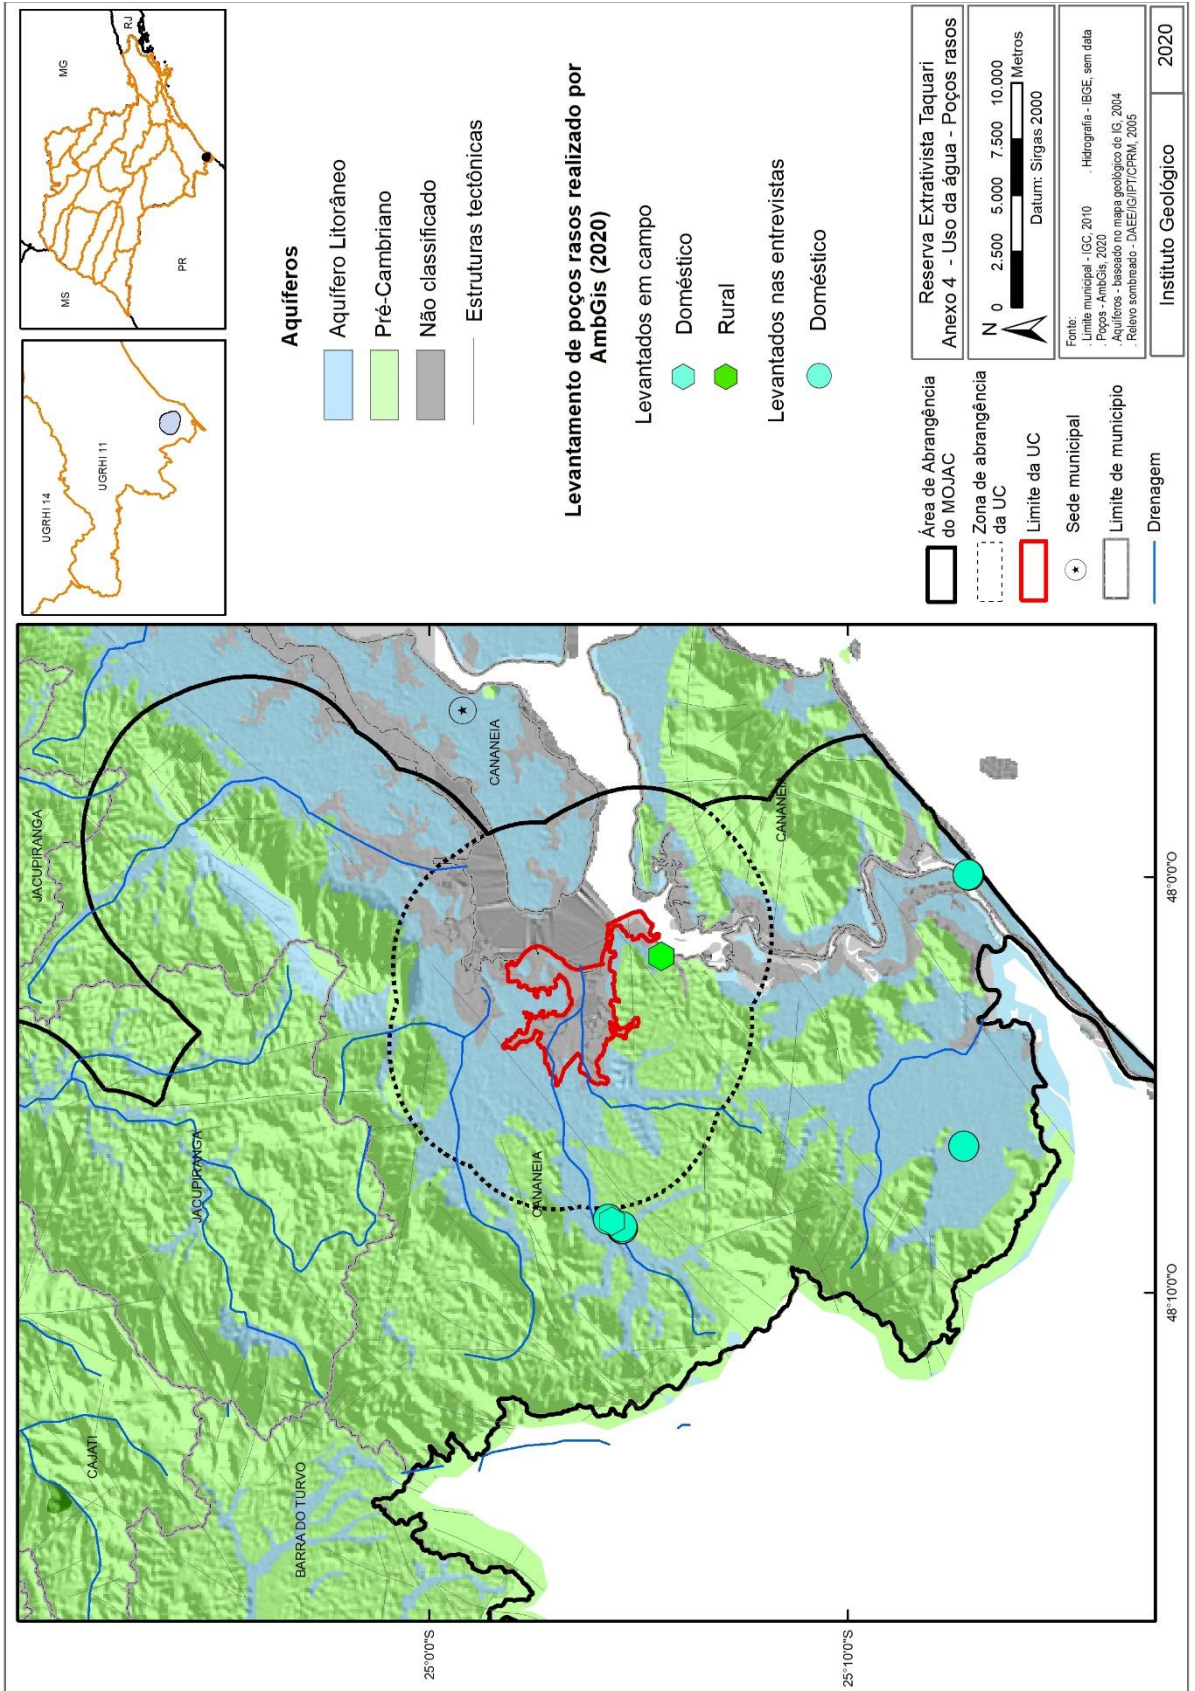 MG
RJ
MS
PR
UGRHI 14
UGRHI 11
Aquíferos
Aquífero Litorâneo
Pré-Cambriano
Não classificado
Estruturas tectônicas
Levantamento de poços rasos realizado por
AmbGis (2020)
Levantados em campo
Doméstico
Rural
Levantados nas entrevistas
Doméstico
Área de Abrangência
do MOJAC
Zona de abrangência
da UC
Limite da UC
Sede municipal
Limite de municipio
Drenagem
Reserva Extrativista Taquari
Anexo 4 - Uso da água - Poços rasos
N
0 2.500 5.000 7.500 10.000
Metros
Datum: Sirgas 2000
Fonte:
. Limite municipal - IGC, 2010 . Hidrografia - IBGE, sem data
. Poços - AmbGis, 2020
. Aquíferos - baseado no mapa geológico de IG, 2004
. Relevo sombreado - DAEE/IG/IPT/CPRM, 2005
Instituto Geológico
2020
CAJATI
BARRA DO TURVO
JACUPIRANGA
JACUPIRANGA
CANANEIA
CANANEIA
CANANEIA
25°0'0"S
25°10'0"S
48°10'0"O
48°0'0"O